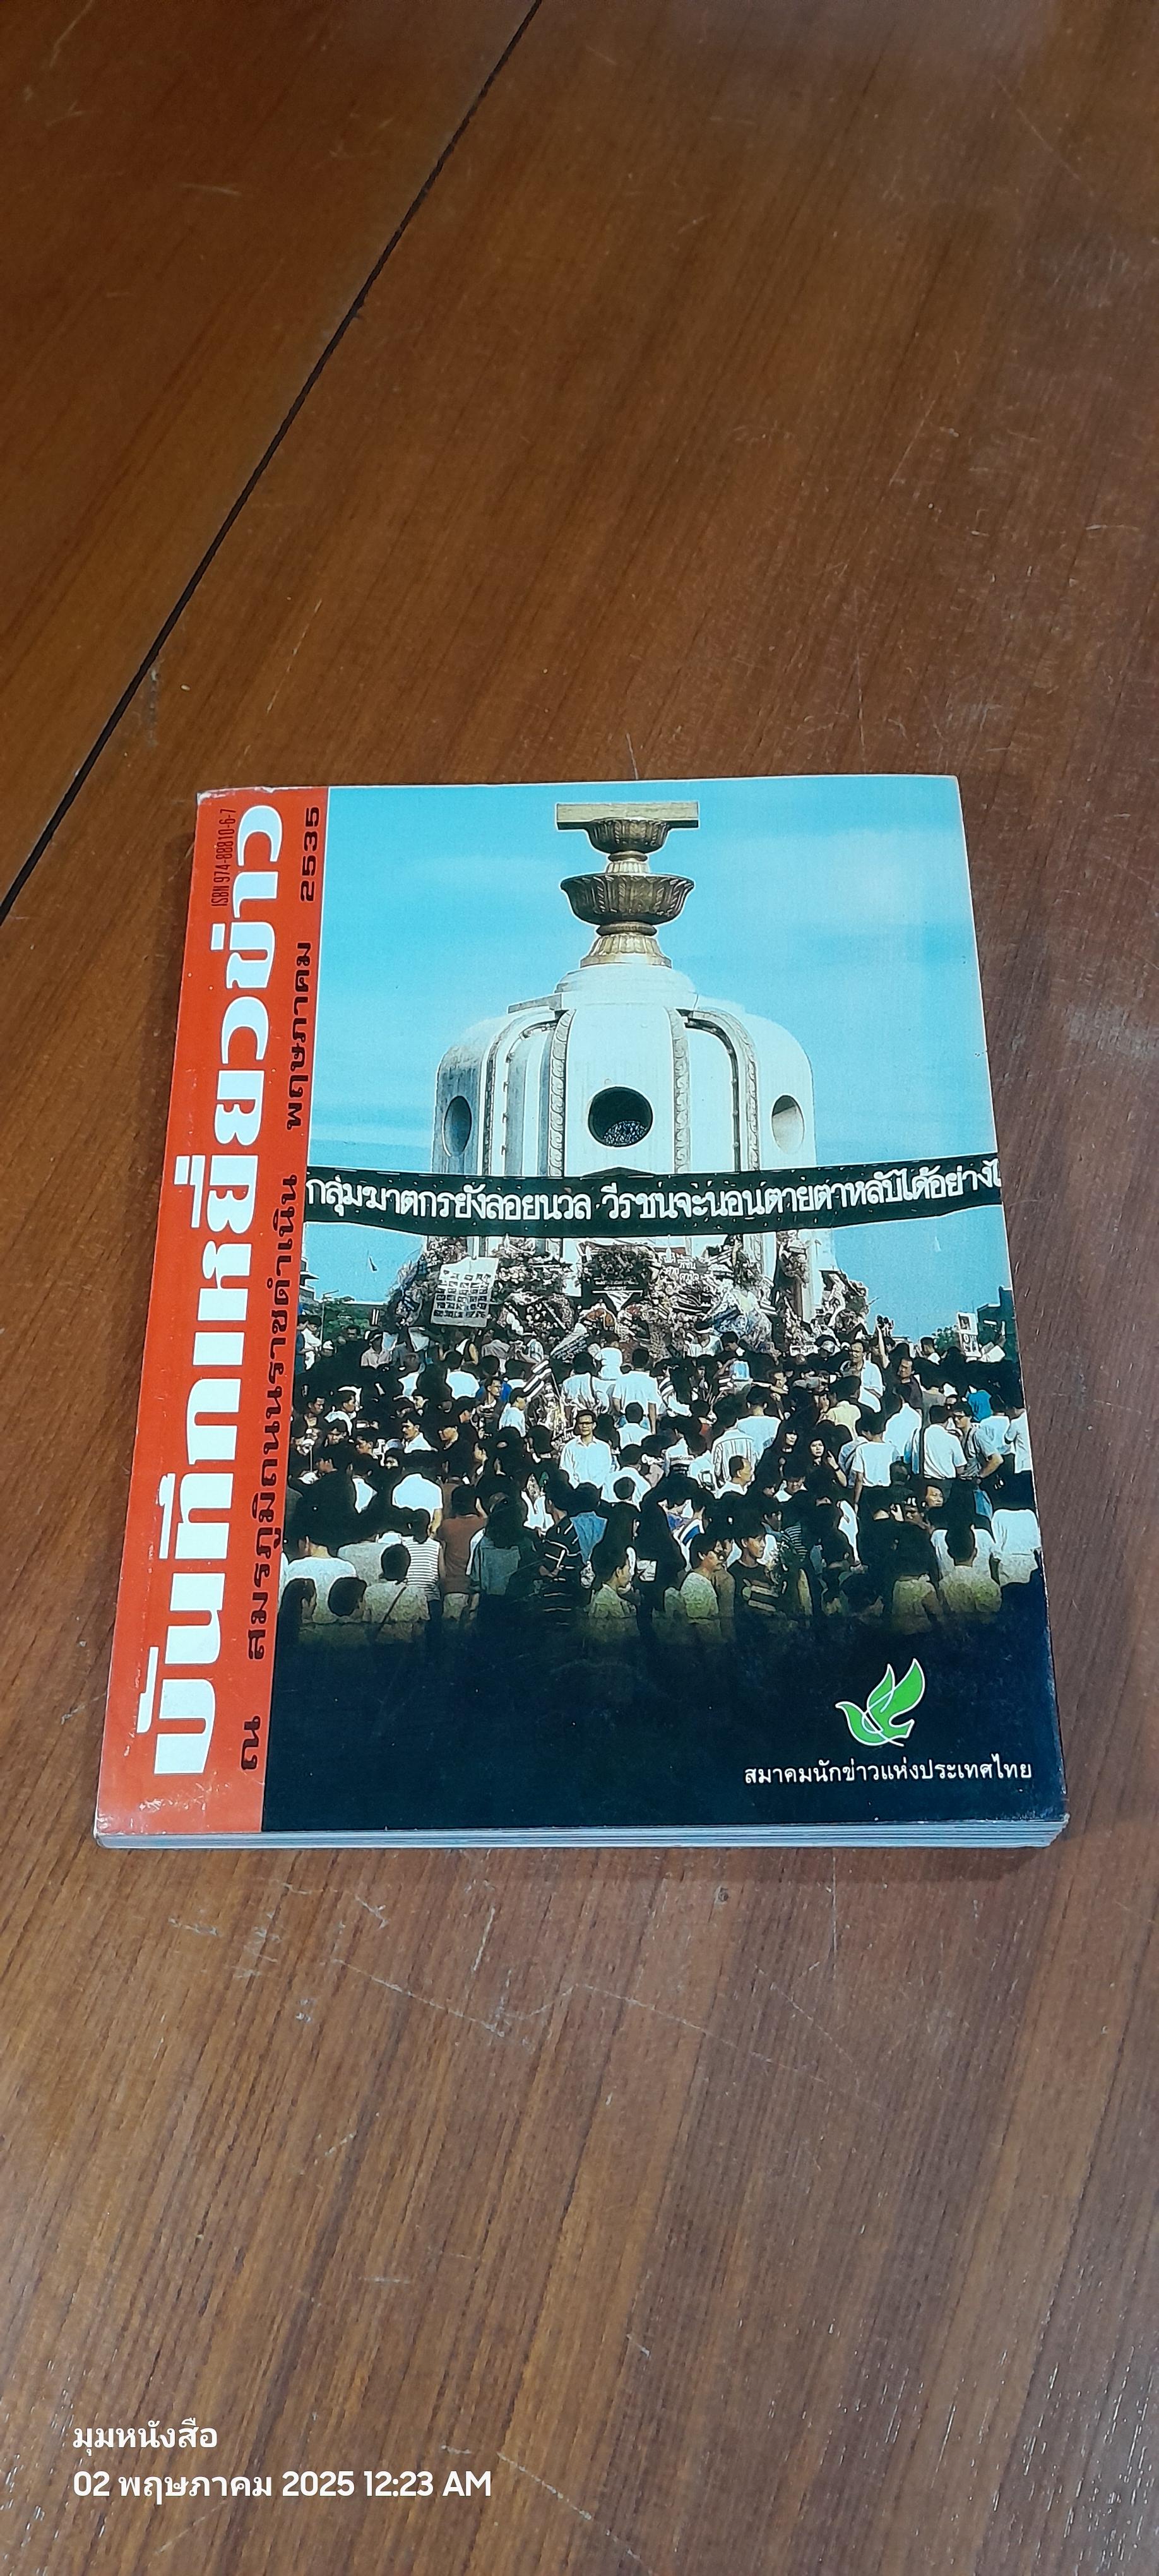 ISBN 974-88810-6-7
บันทึกเหยี่ยวข่าว
ณ สมรภูมิถนนราชดำเนิน พฤษภาคม 2535
กลุ่มฆาตกรยังลอยนวล วีรชนจะนอนตายตาหลับได้อย่างไ
สมาคมนักข่าวแห่งประเทศไทย
มุมหนังสือ
02 พฤษภาคม 2025 12:23 AM